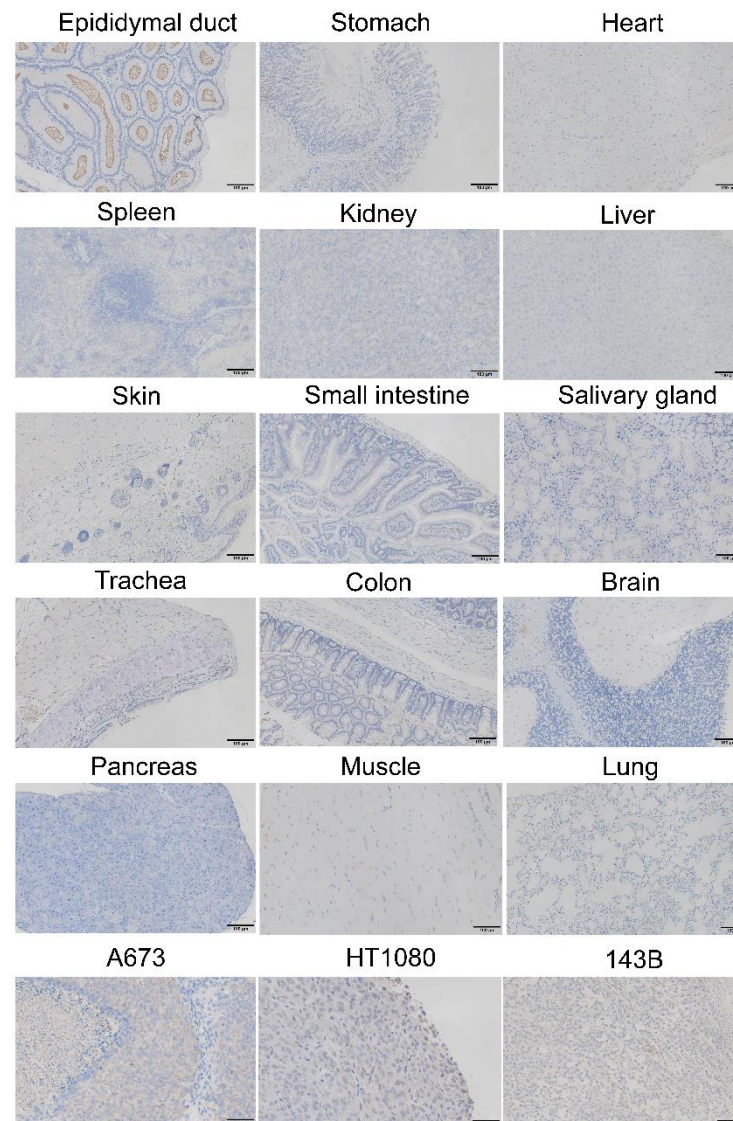 Epididymal duct Stomach Heart
Spleen Kidney Liver
Skin Small intestine Salivary gland
Trachea Colon Brain
Pancreas Muscle Lung
A673 HT1080 143B